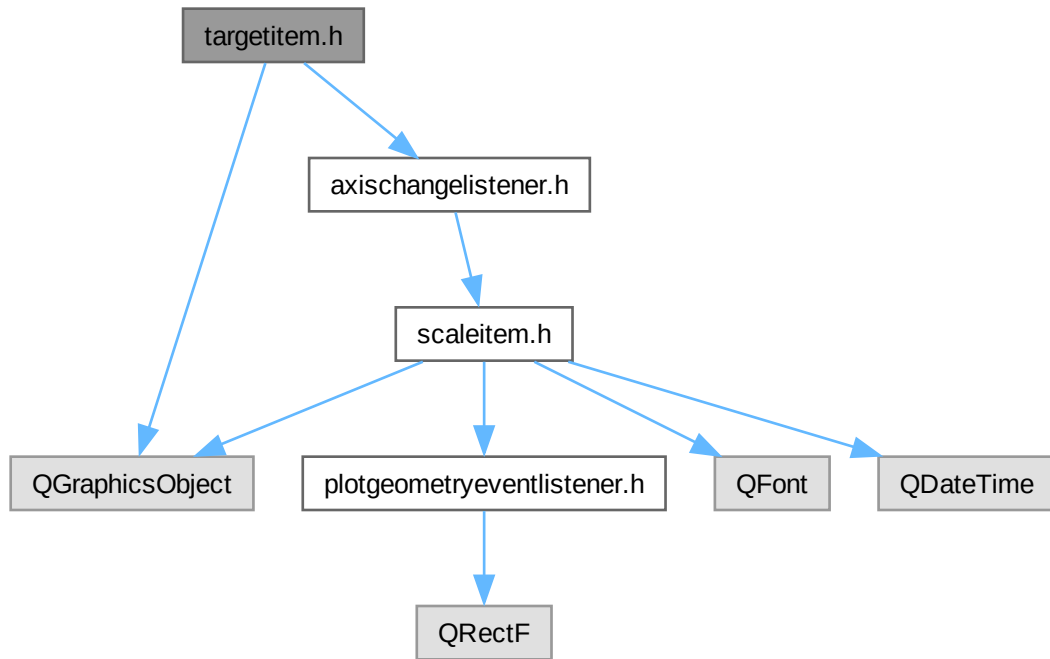 targetitem.h
axischangelistener.h
scaleitem.h
QGraphicsObject
plotgeometryeventlistener.h
QFont
QDateTime
QRectF